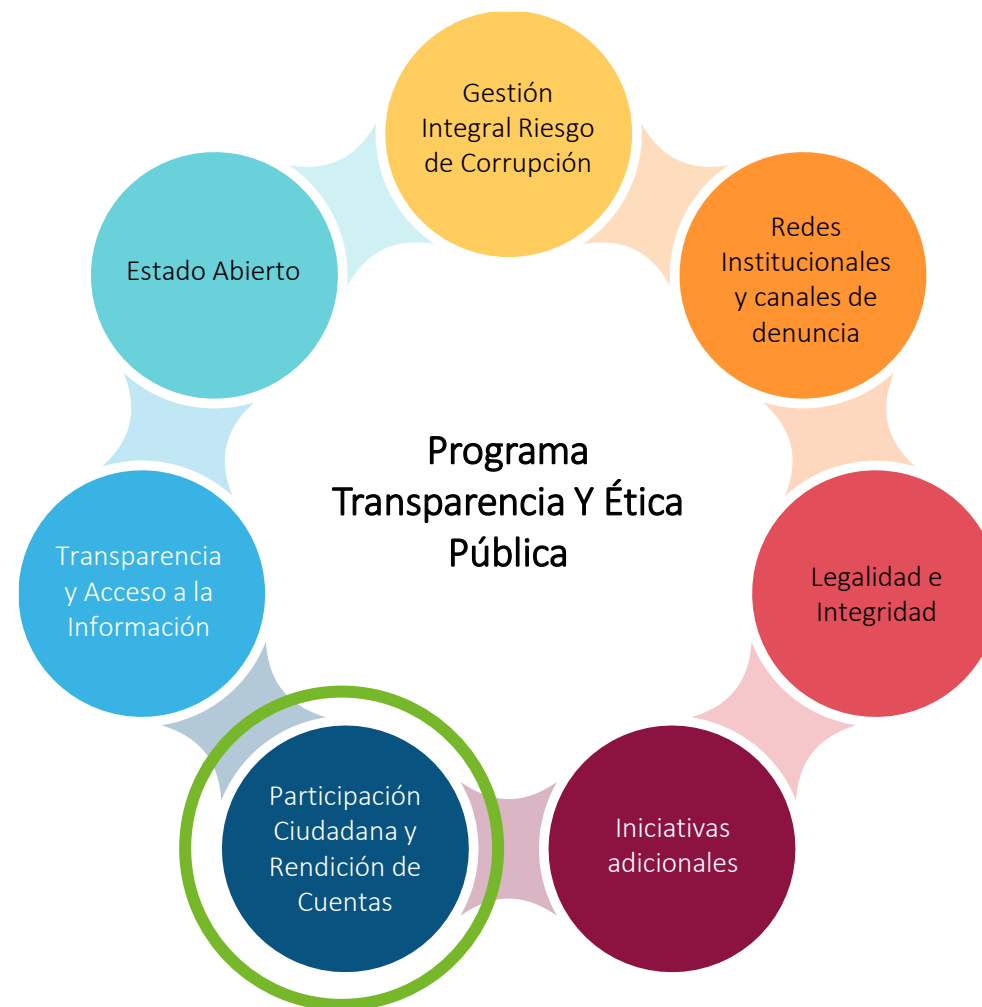 Gestión
Integral Riesgo
de Corrupción
Redes
Institucionales
y canales de
denuncia
Estado Abierto
Programa
Transparencia Y Ética
Pública
Transparencia
y Acceso a la
Información
Legalidad e
Integridad
Participación
Ciudadana y
Rendición de
Cuentas
Iniciativas
adicionales